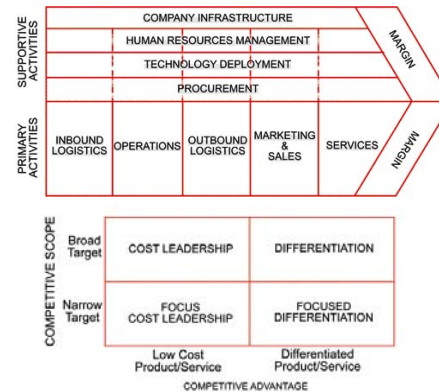 SUPPORTIVE
ACTIVITIES
COMPANY INFRASTRUCTURE
HUMAN RESOURCES MANAGEMENT
TECHNOLOGY DEPLOYMENT
PROCUREMENT
MARGIN
PRIMARY
ACTIVITIES
INBOUND
LOGISTICS
OPERATIONS
OUTBOUND
LOGISTICS
MARKETING
&
SALES
SERVICES
MARGIN
COMPETITIVE SCOPE
Broad
Target
COST LEADERSHIP
DIFFERENTIATION
Narrow
Target
FOCUS
COST LEADERSHIP
FOCUSED
DIFFERENTIATION
Low Cost
Product/Service
Differentiated
Product/Service
COMPETITIVE ADVANTAGE